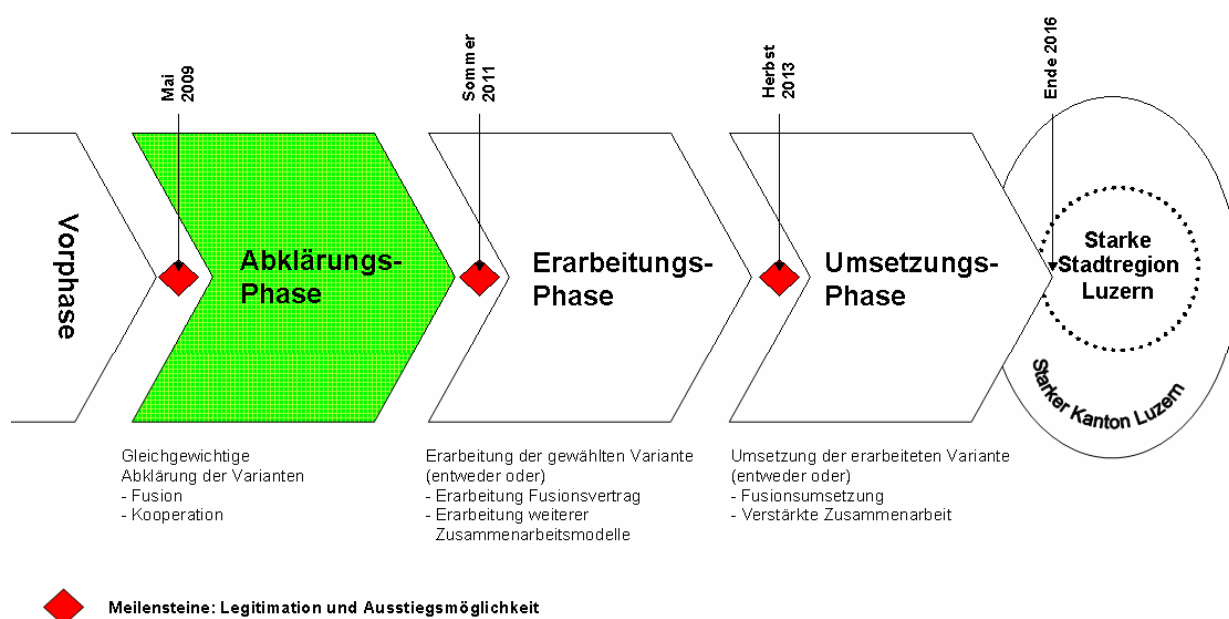 Mai
2009
Sommer
2011
Herbst
2013
Ende 2016
Vorphase
Abklärungs-
Phase
Erarbeitungs-
Phase
Umsetzungs-
Phase
Starke
Stadtregion
Luzern
Starker Kanton Luzern
Gleichgewichtige
Abklärung der Varianten
- Fusion
- Kooperation
Erarbeitung der gewählten Variante
(entweder oder)
- Erarbeitung Fusionsvertrag
- Erarbeitung weiterer
Zusammenarbeitsmodelle
Umsetzung der erarbeiteten Variante
(entweder oder)
- Fusionsumsetzung
- Verstärkte Zusammenarbeit
Meilensteine: Legitimation und Ausstiegsmöglichkeit